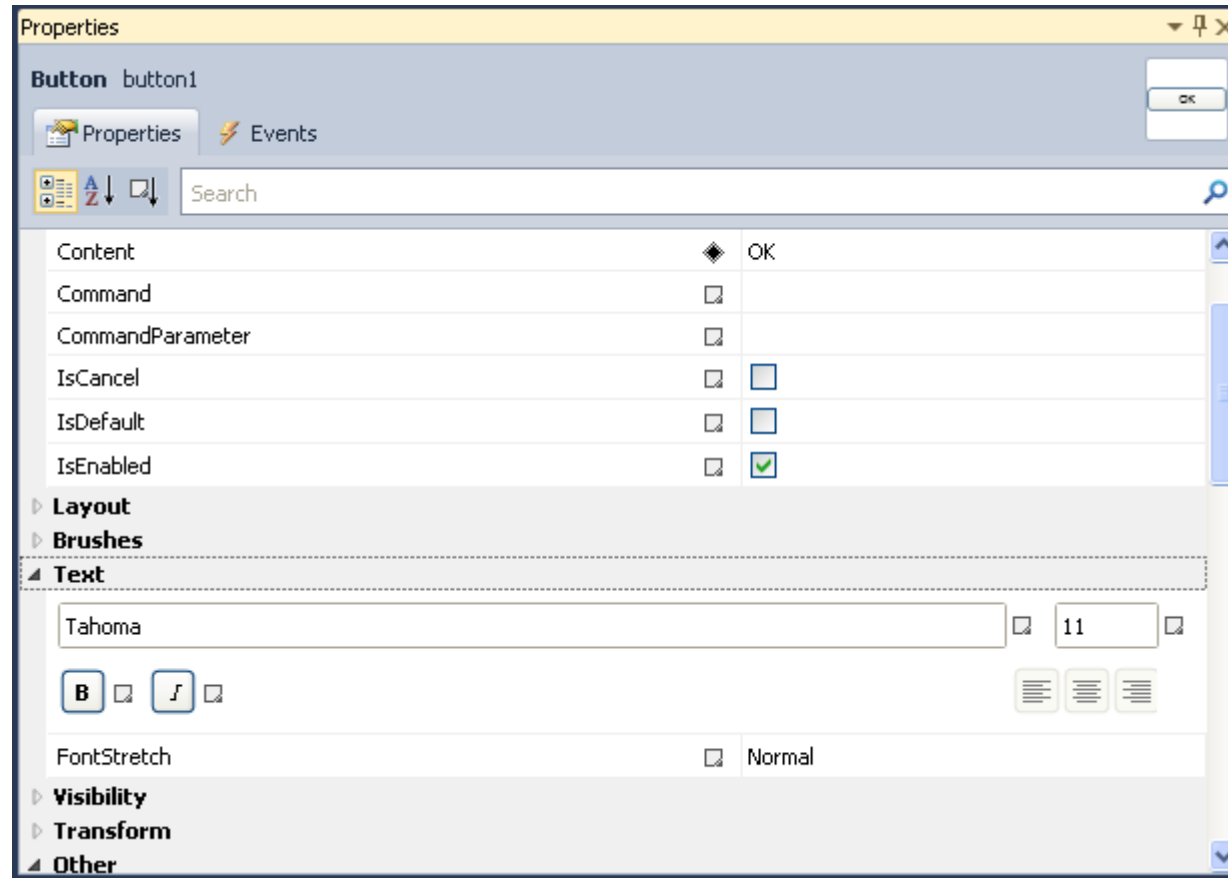 Properties
Button button1
OK
Properties Events
Search
Content OK
Command
CommandParameter
IsCancel
IsDefault
IsEnabled
Layout
Brushes
Text
Tahoma 11
B I
FontStretch Normal
Visibility
Transform
Other